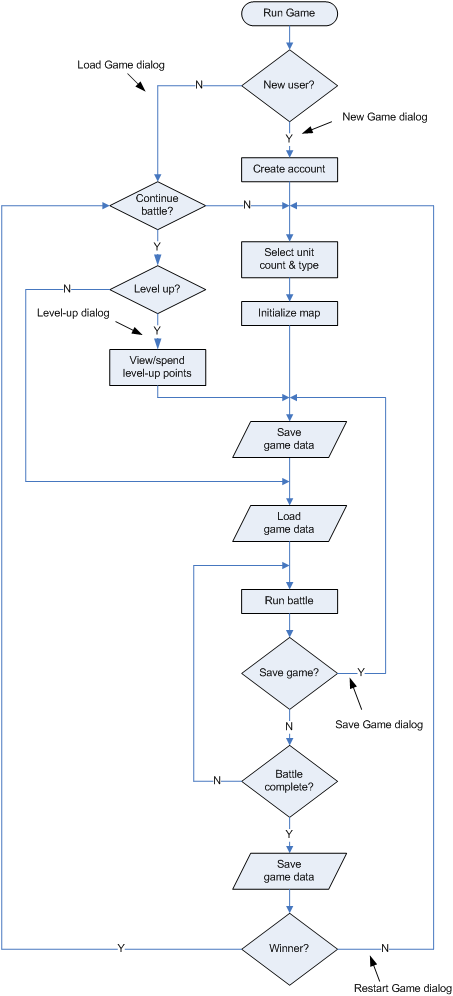 Run Game
Load Game dialog
New user?
N
New Game dialog
Y
Create account
Continue
battle?
N
Y
Select unit
count & type
Level up?
N
Level-up dialog
Y
Initialize map
View/spend
level-up points
Save
game data
Load
game data
Run battle
Save game?
Y
Save Game dialog
N
Battle
complete?
N
Y
Save
game data
Winner?
Y
N
Restart Game dialog